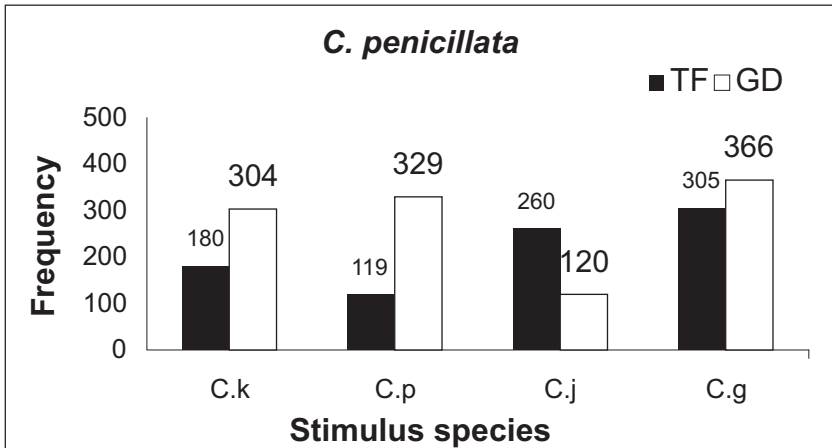 C. penicillata
TF GD
500
400
300
200
100
0
Frequency
180 304
119 329
260 120
305 366
C.k C.p C.j C.g
Stimulus species